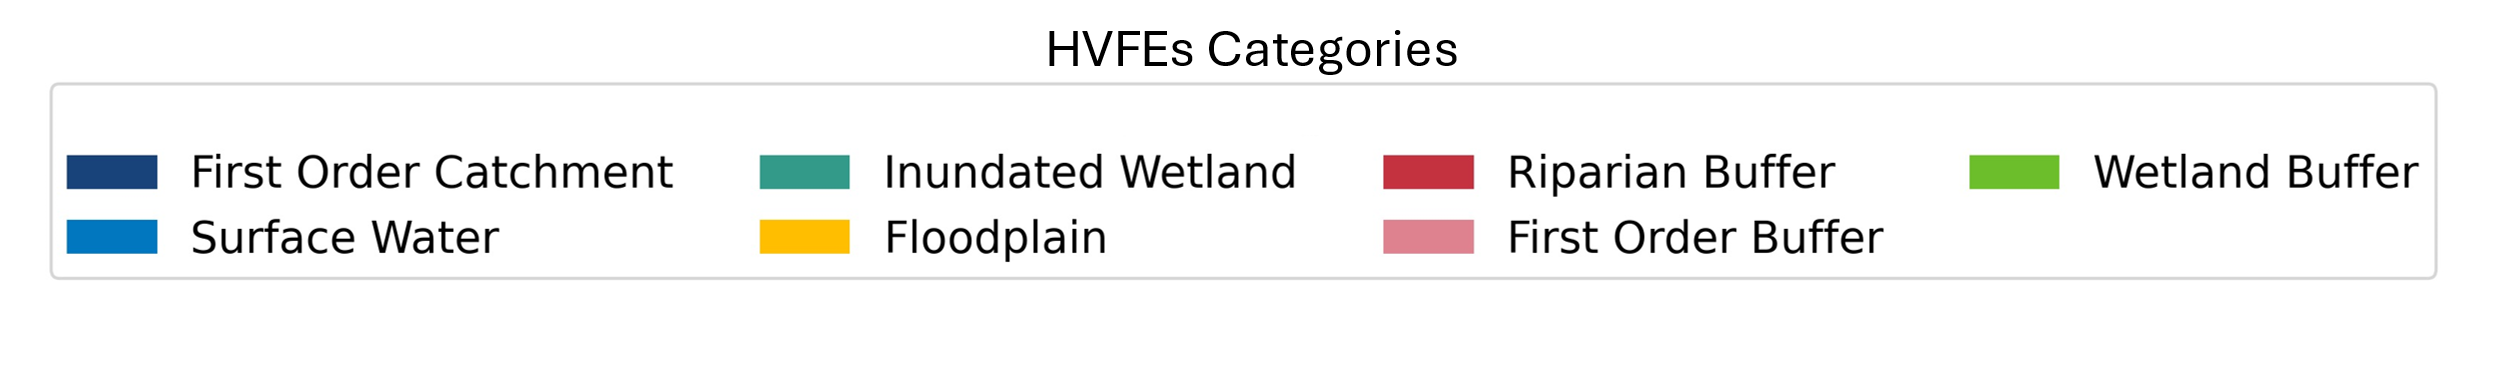 HVFEs Categories
First Order Catchment Inundated Wetland Riparian Buffer Wetland Buffer
Surface Water Floodplain First Order Buffer